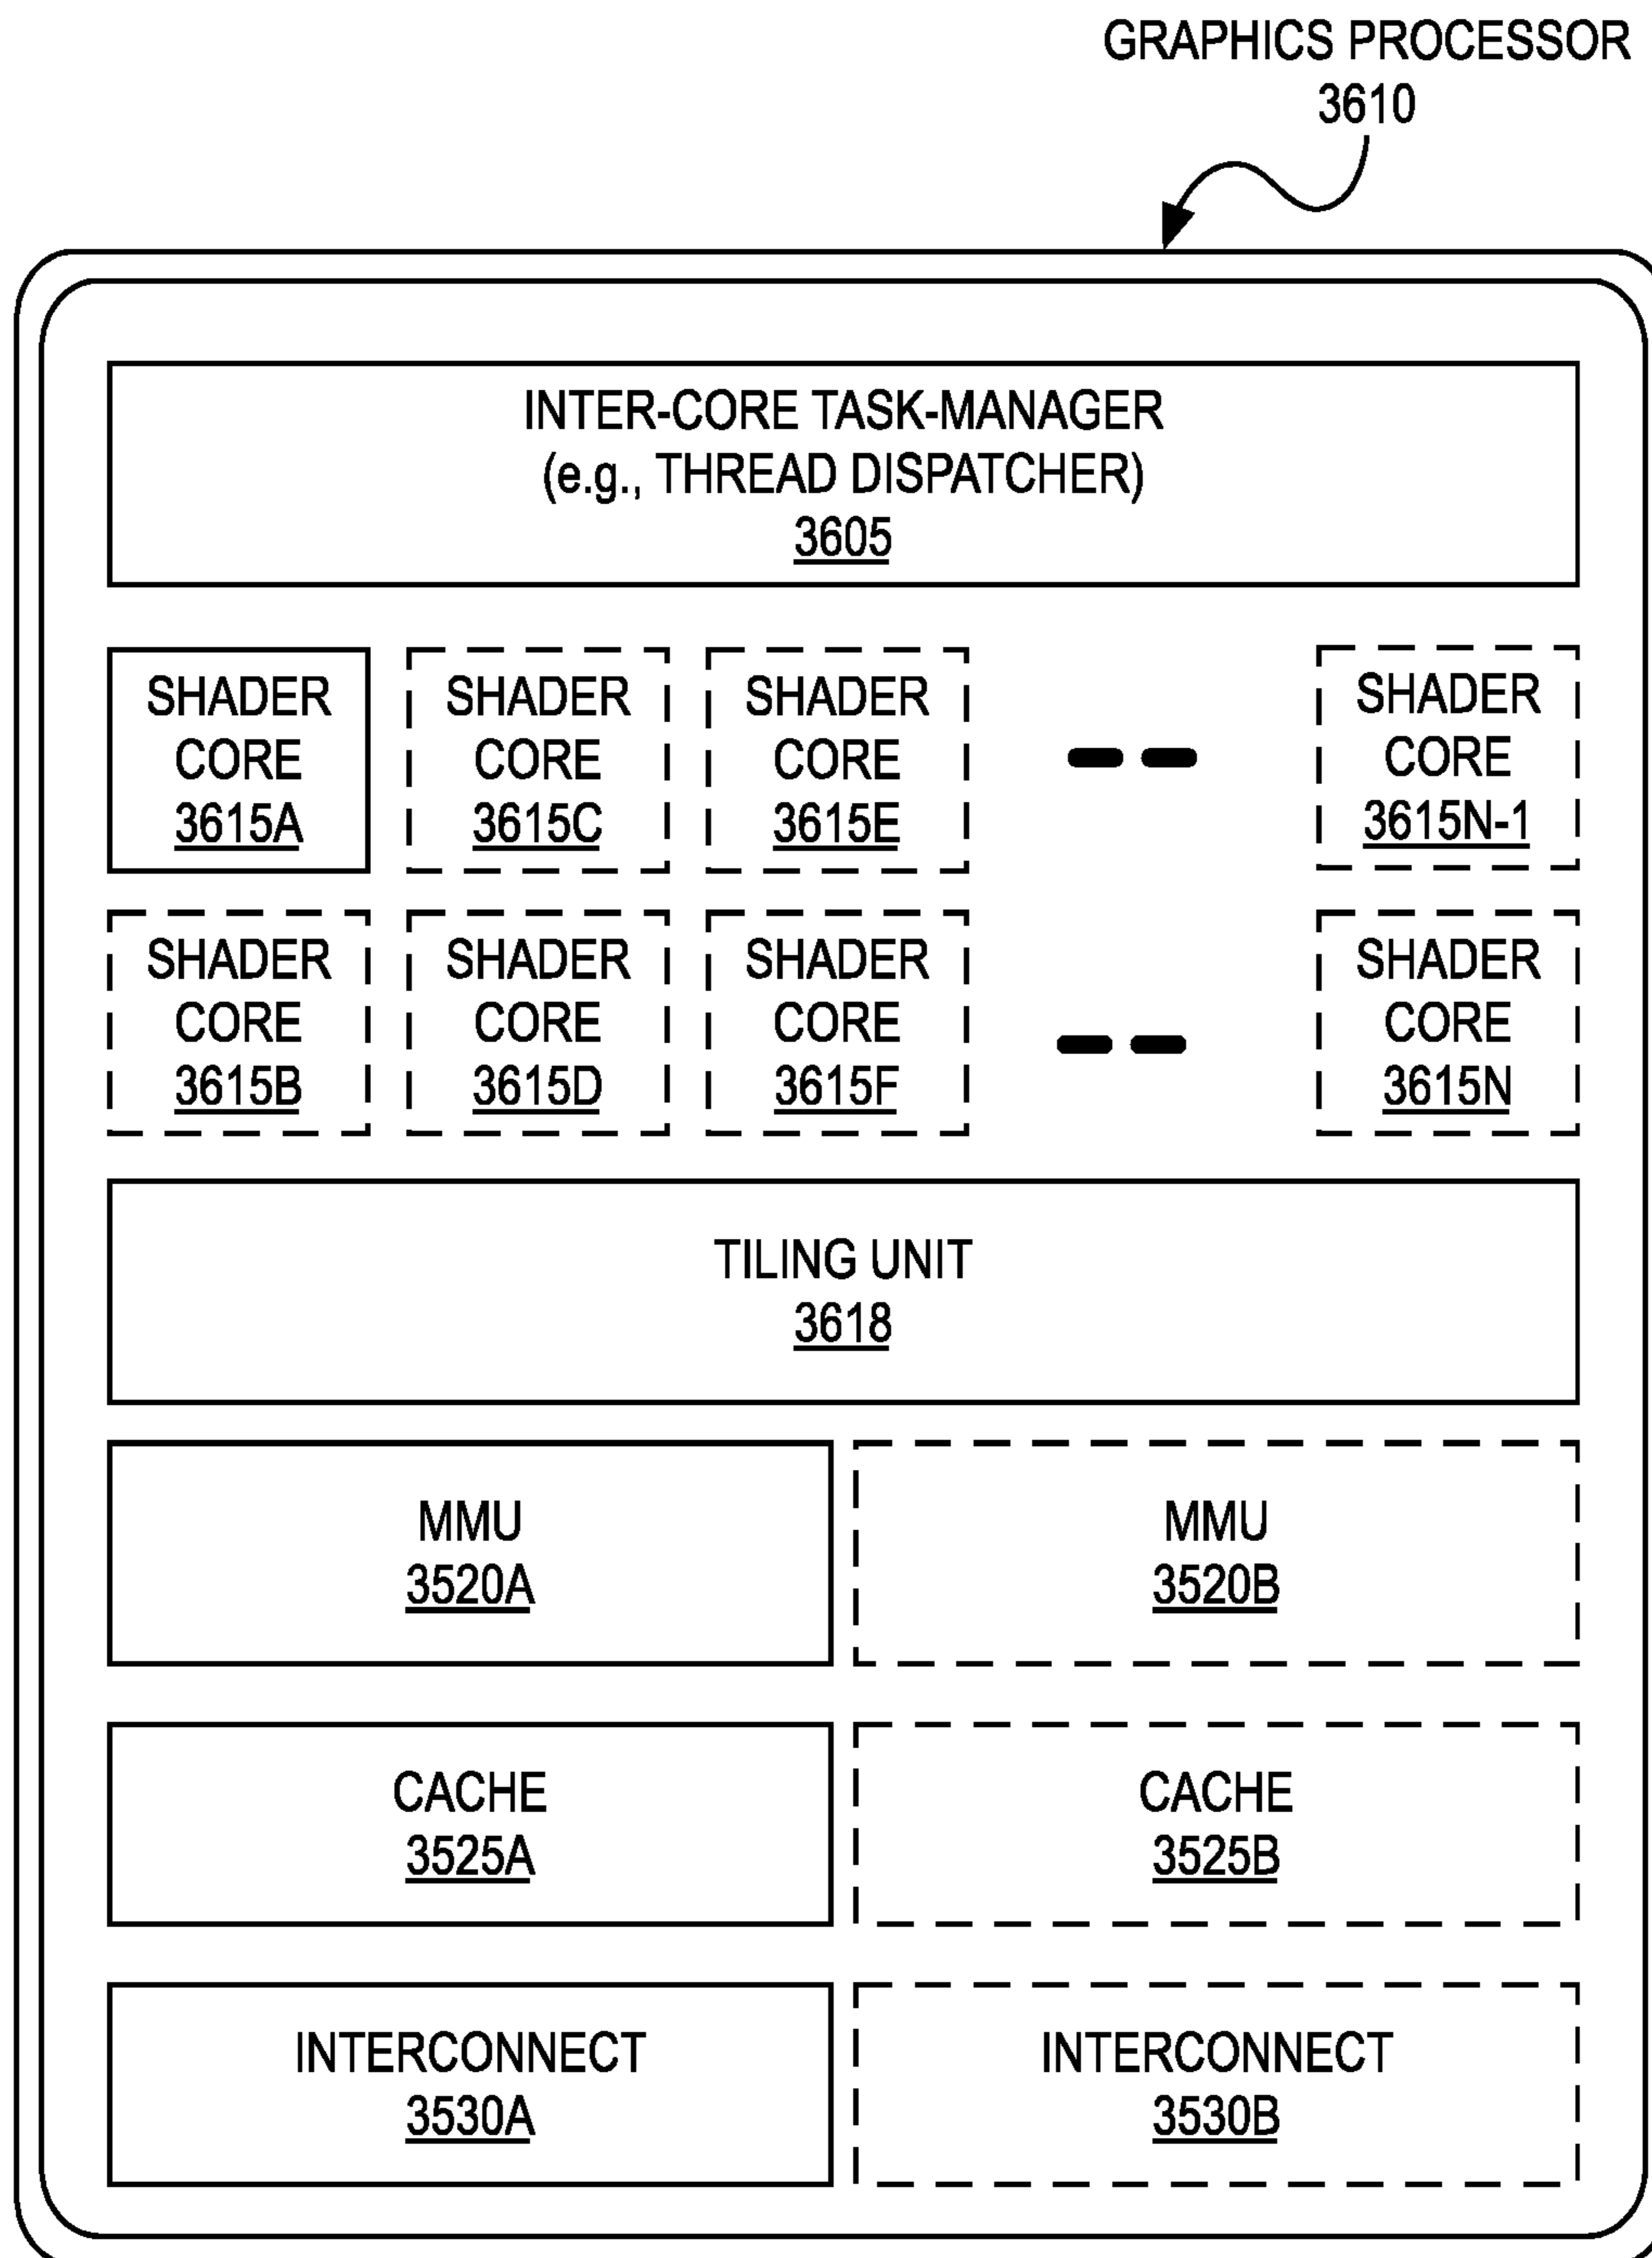 GRAPHICS PROCESSOR
3610
INTER-CORE TASK-MANAGER
(e.g., THREAD DISPATCHER)
3605
SHADER
CORE
3615A
SHADER
CORE
3615C
SHADER
CORE
3615E
SHADER
CORE
3615N-1
SHADER
CORE
3615B
SHADER
CORE
3615D
SHADER
CORE
3615F
SHADER
CORE
3615N
TILING UNIT
3618
MMU
3520A
MMU
3520B
CACHE
3525A
CACHE
3525B
INTERCONNECT
3530A
INTERCONNECT
3530B